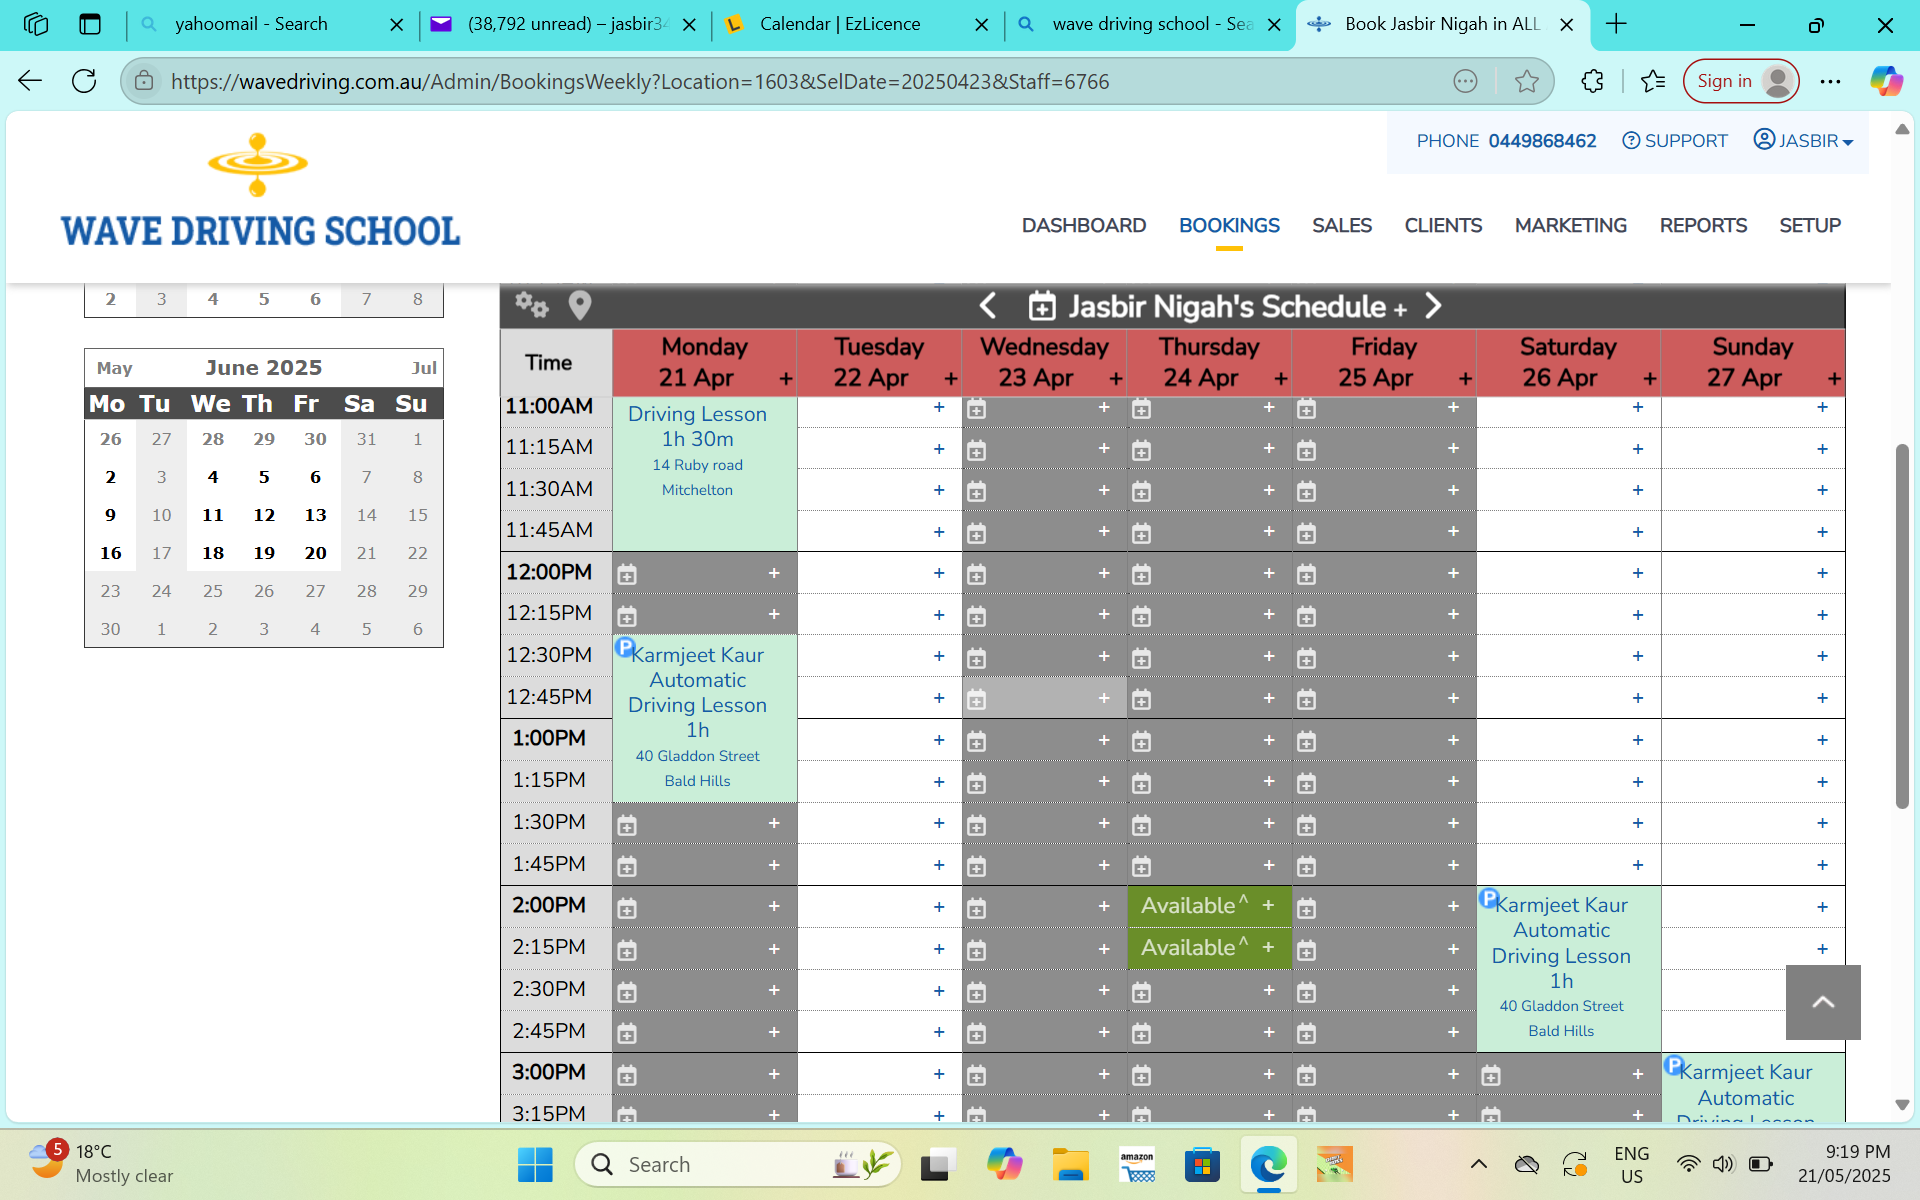 yahoomail - Search
(38,792 unread) – jasbir34
Calendar | EzLicence
wave driving school - Sea
Book Jasbir Nigah in ALL
https://wavedriving.com.au/Admin/BookingsWeekly?Location=1603&SelDate=20250423&Staff=6766
Sign in
PHONE 0449868462 SUPPORT JASBIR
WAVE DRIVING SCHOOL
DASHBOARD BOOKINGS SALES CLIENTS MARKETING REPORTS SETUP
2 3 4 5 6 7 8
May June 2025 Jul
Mo Tu We Th Fr Sa Su
26 27 28 29 30 31 1
2 3 4 5 6 7 8
9 10 11 12 13 14 15
16 17 18 19 20 21 22
23 24 25 26 27 28 29
30 1 2 3 4 5 6
Jasbir Nigah's Schedule +
Time
Monday
21 Apr +
Tuesday
22 Apr +
Wednesday
23 Apr +
Thursday
24 Apr +
Friday
25 Apr +
Saturday
26 Apr +
Sunday
27 Apr +
11:00AM
11:15AM
11:30AM
11:45AM
12:00PM
12:15PM
12:30PM
12:45PM
1:00PM
1:15PM
1:30PM
1:45PM
2:00PM
2:15PM
2:30PM
2:45PM
3:00PM
3:15PM
Driving Lesson
1h 30m
14 Ruby road
Mitchelton
P
Karmjeet Kaur
Automatic
Driving Lesson
1h
40 Gladdon Street
Bald Hills
Available^ +
Available^ +
P
Karmjeet Kaur
Automatic
Driving Lesson
1h
40 Gladdon Street
Bald Hills
P
Karmjeet Kaur
Automatic
Driving Lesson
5
18°C
Mostly clear
Search
amazon
ENG
US
9:19 PM
21/05/2025